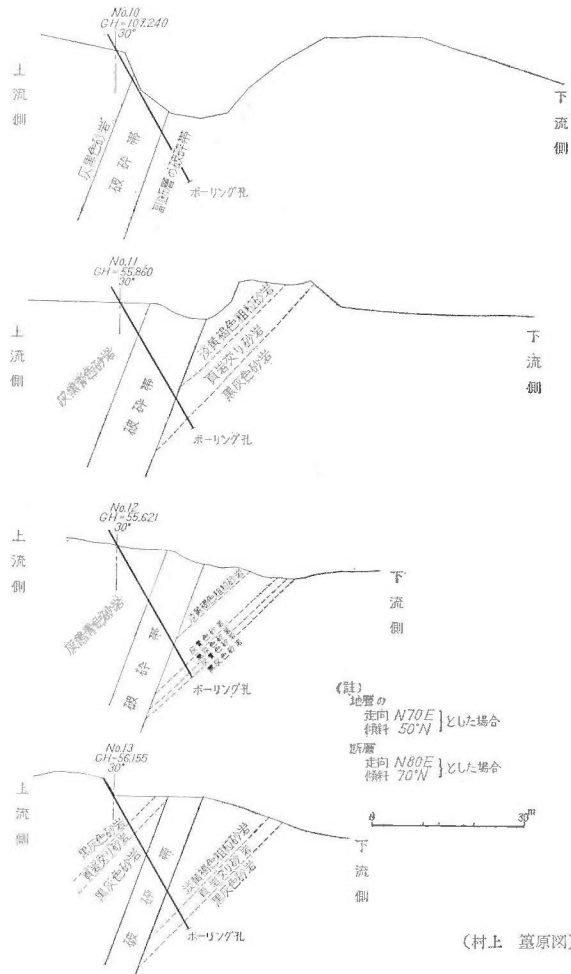 No.10
GH=107.240
30°
上流側
下流側
灰黒色砂岩
破砕帯
副断層の破砕帯
ボーリング孔
No.11
GH=55.860
30°
上流側
下流側
灰黒青色砂岩
破砕帯
淡黄褐色粗粒砂岩
頁岩交り砂岩
黒灰色砂岩
ボーリング孔
No.12
GH=55.621
30°
上流側
下流側
灰黒青色砂岩
破砕帯
淡黄褐色粗粒砂岩
ボーリング孔
(註)
地層の
走向 N70E
傾斜 50°N
とした場合
断層
走向 N80E
傾斜 70°N
とした場合
No.13
GH=56.155
30°
上流側
下流側
黒灰色砂岩
頁岩交り砂岩
黒灰色砂岩
破砕帯
淡黄褐色粗粒砂岩
頁岩交り砂岩
黒灰色砂岩
ボーリング孔
0
30m
(村上 原図)